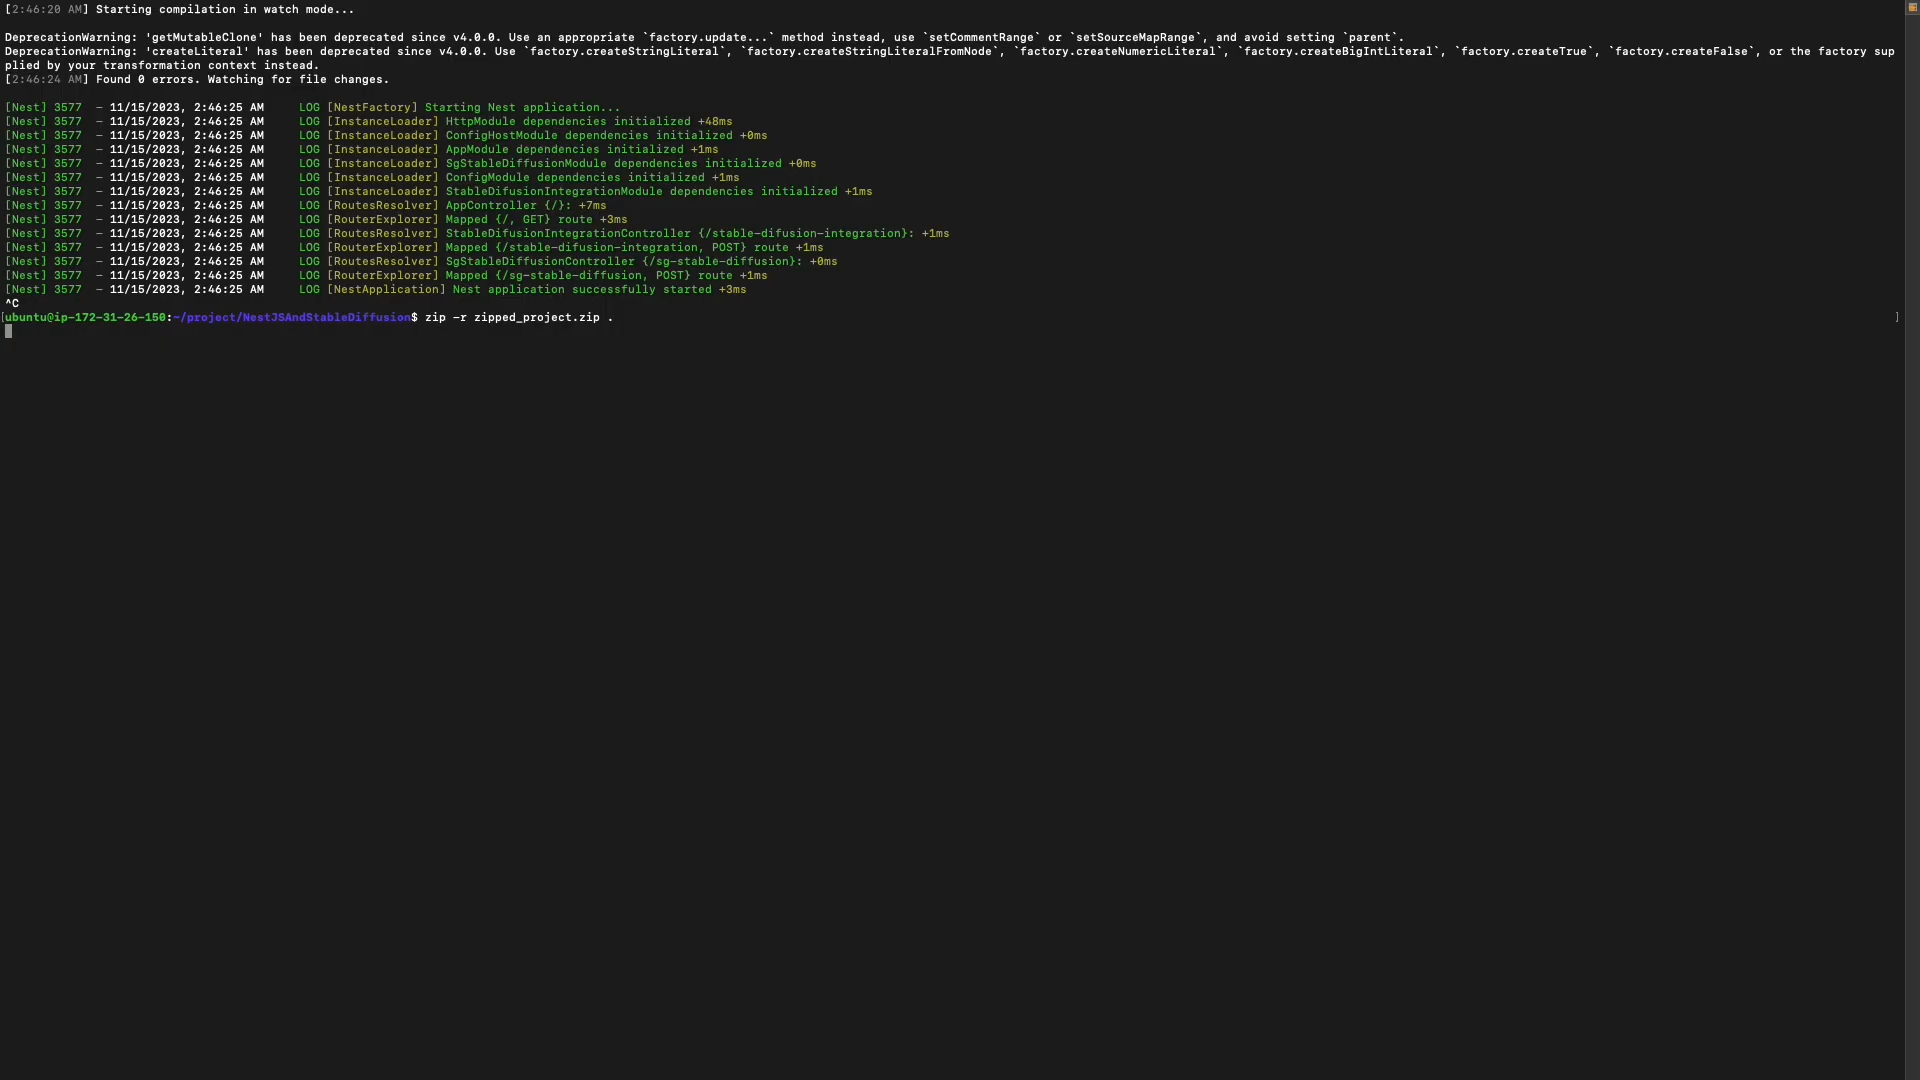 [2:46:20 AM] Starting compilation in watch mode...
DeprecationWarning: 'getMutableClone' has been deprecated since v4.0.0. Use an appropriate `factory.update...` method instead, use `setCommentRange` or `setSourceMapRange`, and avoid setting `parent`.
DeprecationWarning: 'createLiteral' has been deprecated since v4.0.0. Use `factory.createStringLiteral`, `factory.createStringLiteralFromNode`, `factory.createNumericLiteral`, `factory.createBigIntLiteral`, `factory.createTrue`, `factory.createFalse`, or the factory sup
plied by your transformation context instead.
[2:46:24 AM] Found 0 errors. Watching for file changes.
[Nest] 3577  - 11/15/2023, 2:46:25 AM     LOG [NestFactory] Starting Nest application...
[Nest] 3577  - 11/15/2023, 2:46:25 AM     LOG [InstanceLoader] HttpModule dependencies initialized +48ms
[Nest] 3577  - 11/15/2023, 2:46:25 AM     LOG [InstanceLoader] ConfigHostModule dependencies initialized +0ms
[Nest] 3577  - 11/15/2023, 2:46:25 AM     LOG [InstanceLoader] AppModule dependencies initialized +1ms
[Nest] 3577  - 11/15/2023, 2:46:25 AM     LOG [InstanceLoader] SgStableDiffusionModule dependencies initialized +0ms
[Nest] 3577  - 11/15/2023, 2:46:25 AM     LOG [InstanceLoader] ConfigModule dependencies initialized +1ms
[Nest] 3577  - 11/15/2023, 2:46:25 AM     LOG [InstanceLoader] StableDifusionIntegrationModule dependencies initialized +1ms
[Nest] 3577  - 11/15/2023, 2:46:25 AM     LOG [RoutesResolver] AppController {/}: +7ms
[Nest] 3577  - 11/15/2023, 2:46:25 AM     LOG [RouterExplorer] Mapped {/, GET} route +3ms
[Nest] 3577  - 11/15/2023, 2:46:25 AM     LOG [RoutesResolver] StableDifusionIntegrationController {/stable-difusion-integration}: +1ms
[Nest] 3577  - 11/15/2023, 2:46:25 AM     LOG [RouterExplorer] Mapped {/stable-difusion-integration, POST} route +1ms
[Nest] 3577  - 11/15/2023, 2:46:25 AM     LOG [RoutesResolver] SgStableDiffusionController {/sg-stable-diffusion}: +0ms
[Nest] 3577  - 11/15/2023, 2:46:25 AM     LOG [RouterExplorer] Mapped {/sg-stable-diffusion, POST} route +1ms
[Nest] 3577  - 11/15/2023, 2:46:25 AM     LOG [NestApplication] Nest application successfully started +3ms
^C
[ubuntu@ip-172-31-26-150:~/project/NestJSAndStableDiffusion$ zip -r zipped_project.zip . ]